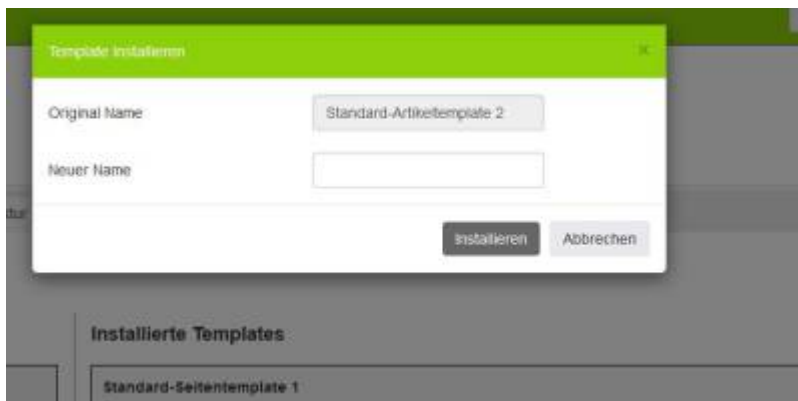 Template Installieren
×
Original Name
Standard-Artikeltemplate 2
Neuer Name
Installieren
Abbrechen
Installierte Templates
Standard-Seitentemplate 1